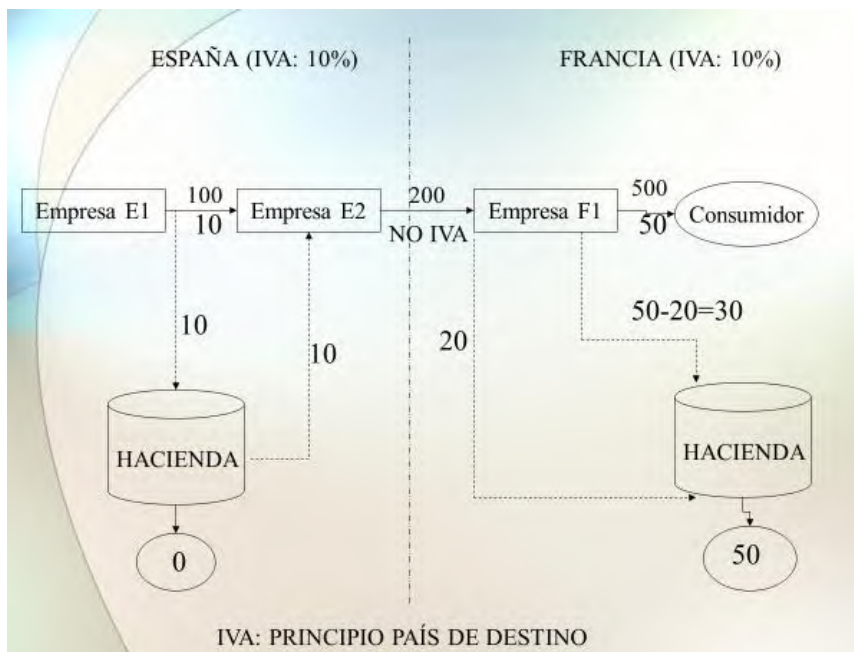 ESPAÑA (IVA: 10%)
FRANCIA (IVA: 10%)
Empresa E1
100
10
Empresa E2
200
NO IVA
Empresa F1
500
50
Consumidor
10
10
20
50-20=30
HACIENDA
HACIENDA
0
50
IVA: PRINCIPIO PAÍS DE DESTINO